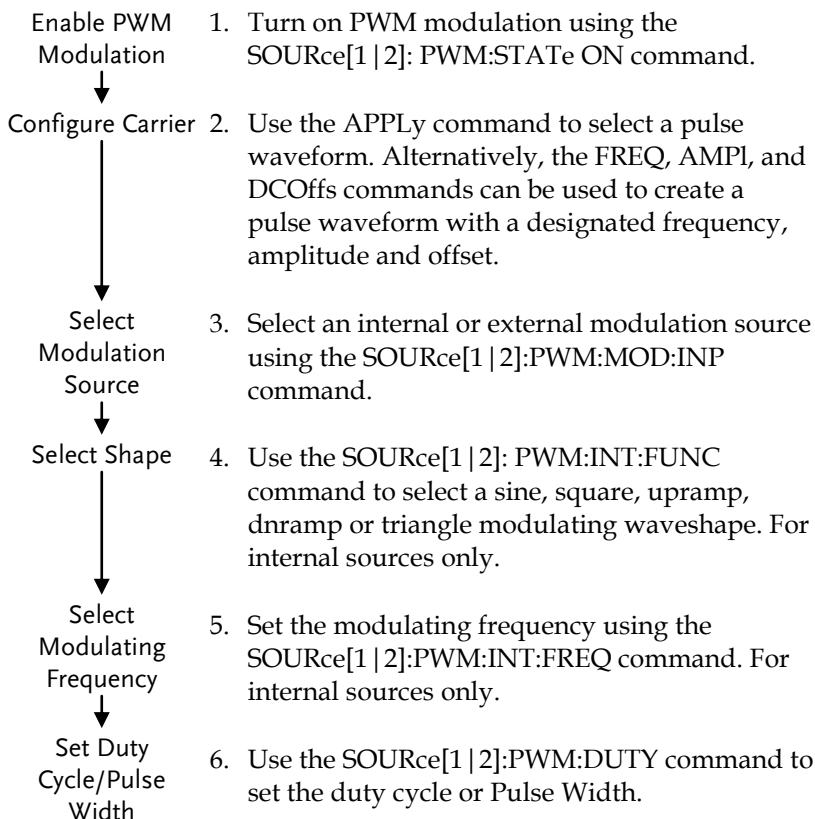 Enable PWM
Modulation
1. Turn on PWM modulation using the
SOURce[1|2]: PWM:STATe ON command.
Configure Carrier
2. Use the APPLy command to select a pulse
waveform. Alternatively, the FREQ, AMPl, and
DCOffs commands can be used to create a
pulse waveform with a designated frequency,
amplitude and offset.
Select
Modulation
Source
3. Select an internal or external modulation source
using the SOURce[1|2]:PWM:MOD:INP
command.
Select Shape
4. Use the SOURce[1|2]: PWM:INT:FUNC
command to select a sine, square, upramp,
dnramp or triangle modulating waveshape. For
internal sources only.
Select
Modulating
Frequency
5. Set the modulating frequency using the
SOURce[1|2]:PWM:INT:FREQ command. For
internal sources only.
Set Duty
Cycle/Pulse
Width
6. Use the SOURce[1|2]:PWM:DUTY command to
set the duty cycle or Pulse Width.